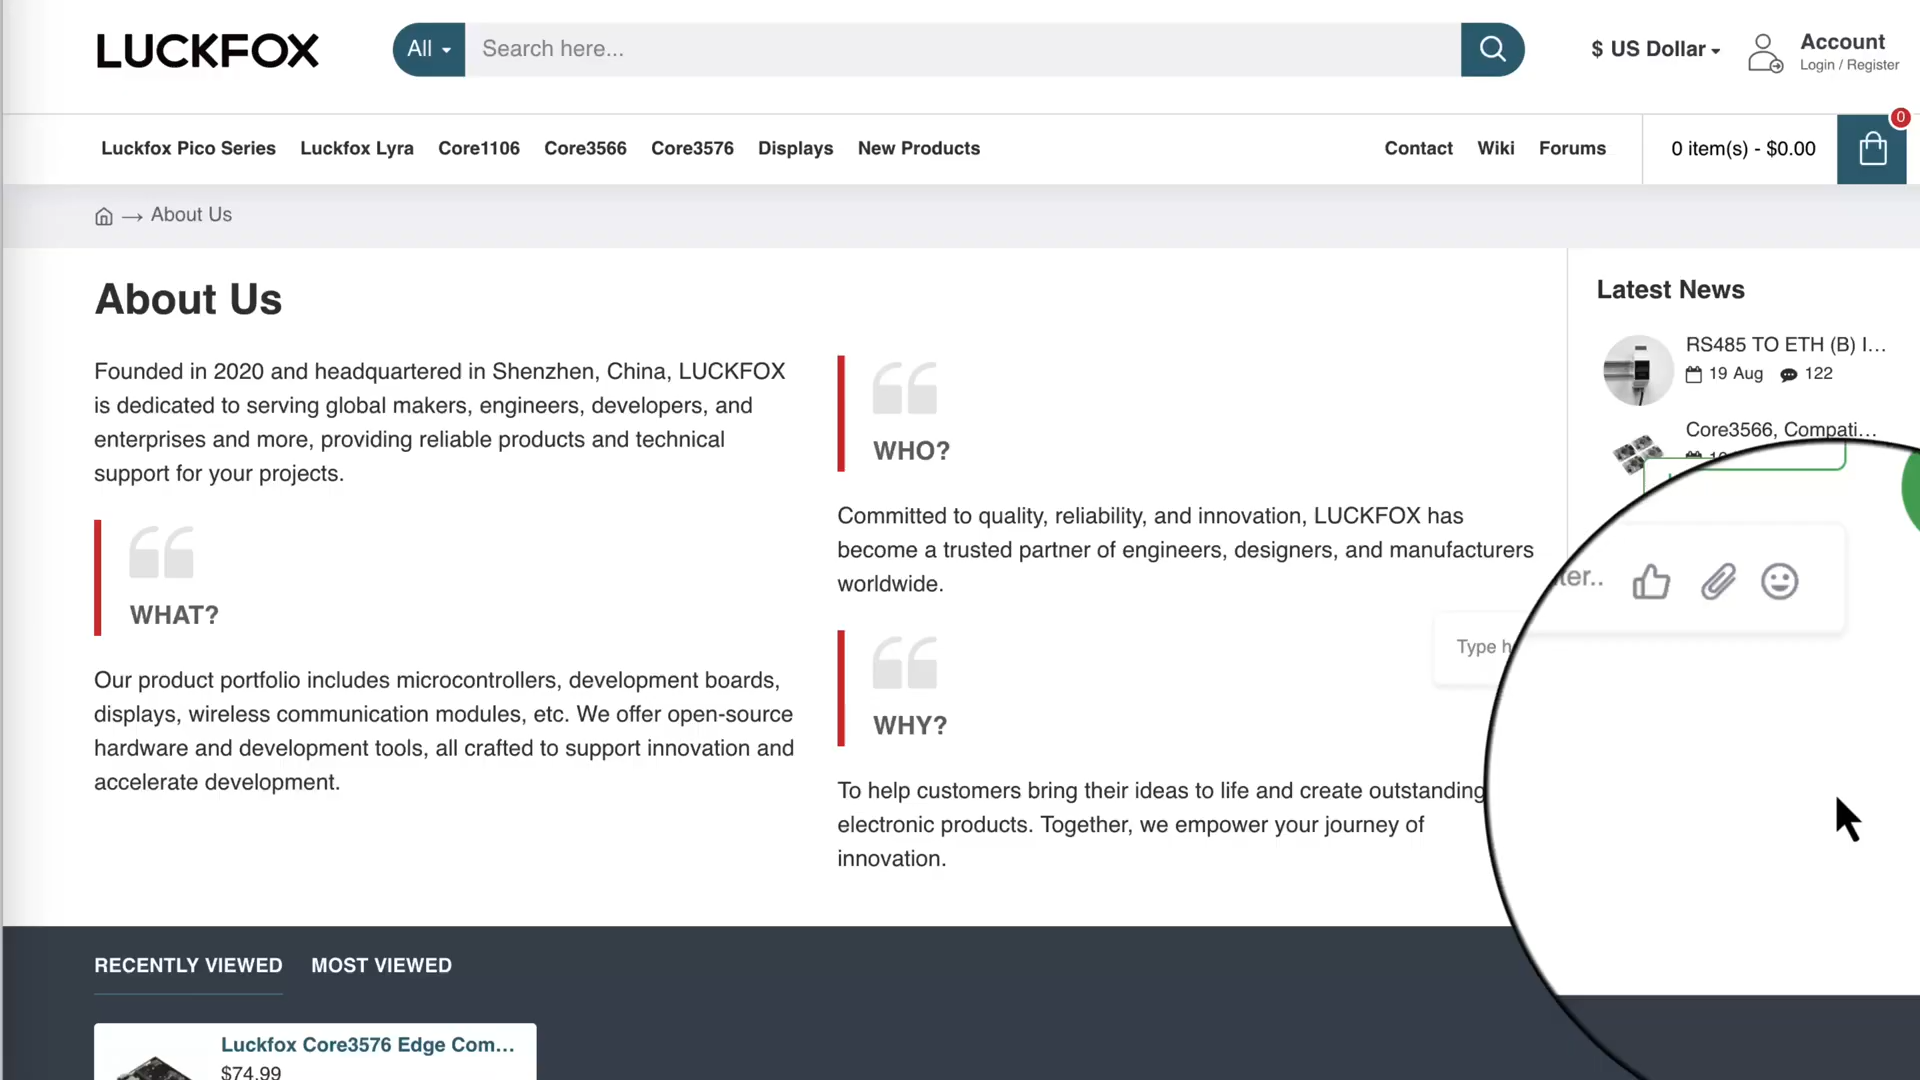 LUCKFOX
All
Search here...
$ US Dollar
Account
Login / Register
Luckfox Pico Series
Luckfox Lyra
Core1106
Core3566
Core3576
Displays
New Products
Contact
Wiki
Forums
0 item(s) - $0.00
0
About Us
About Us
Founded in 2020 and headquartered in Shenzhen, China, LUCKFOX
is dedicated to serving global makers, engineers, developers, and
enterprises and more, providing reliable products and technical
support for your projects.
WHAT?
Our product portfolio includes microcontrollers, development boards,
displays, wireless communication modules, etc. We offer open-source
hardware and development tools, all crafted to support innovation and
accelerate development.
WHO?
Committed to quality, reliability, and innovation, LUCKFOX has
become a trusted partner of engineers, designers, and manufacturers
worldwide.
WHY?
To help customers bring their ideas to life and create outstanding
electronic products. Together, we empower your journey of
innovation.
Latest News
RS485 TO ETH (B) I...
19 Aug
122
Core3566, Compati...
Type
RECENTLY VIEWED
MOST VIEWED
Luckfox Core3576 Edge Com...
$74.99